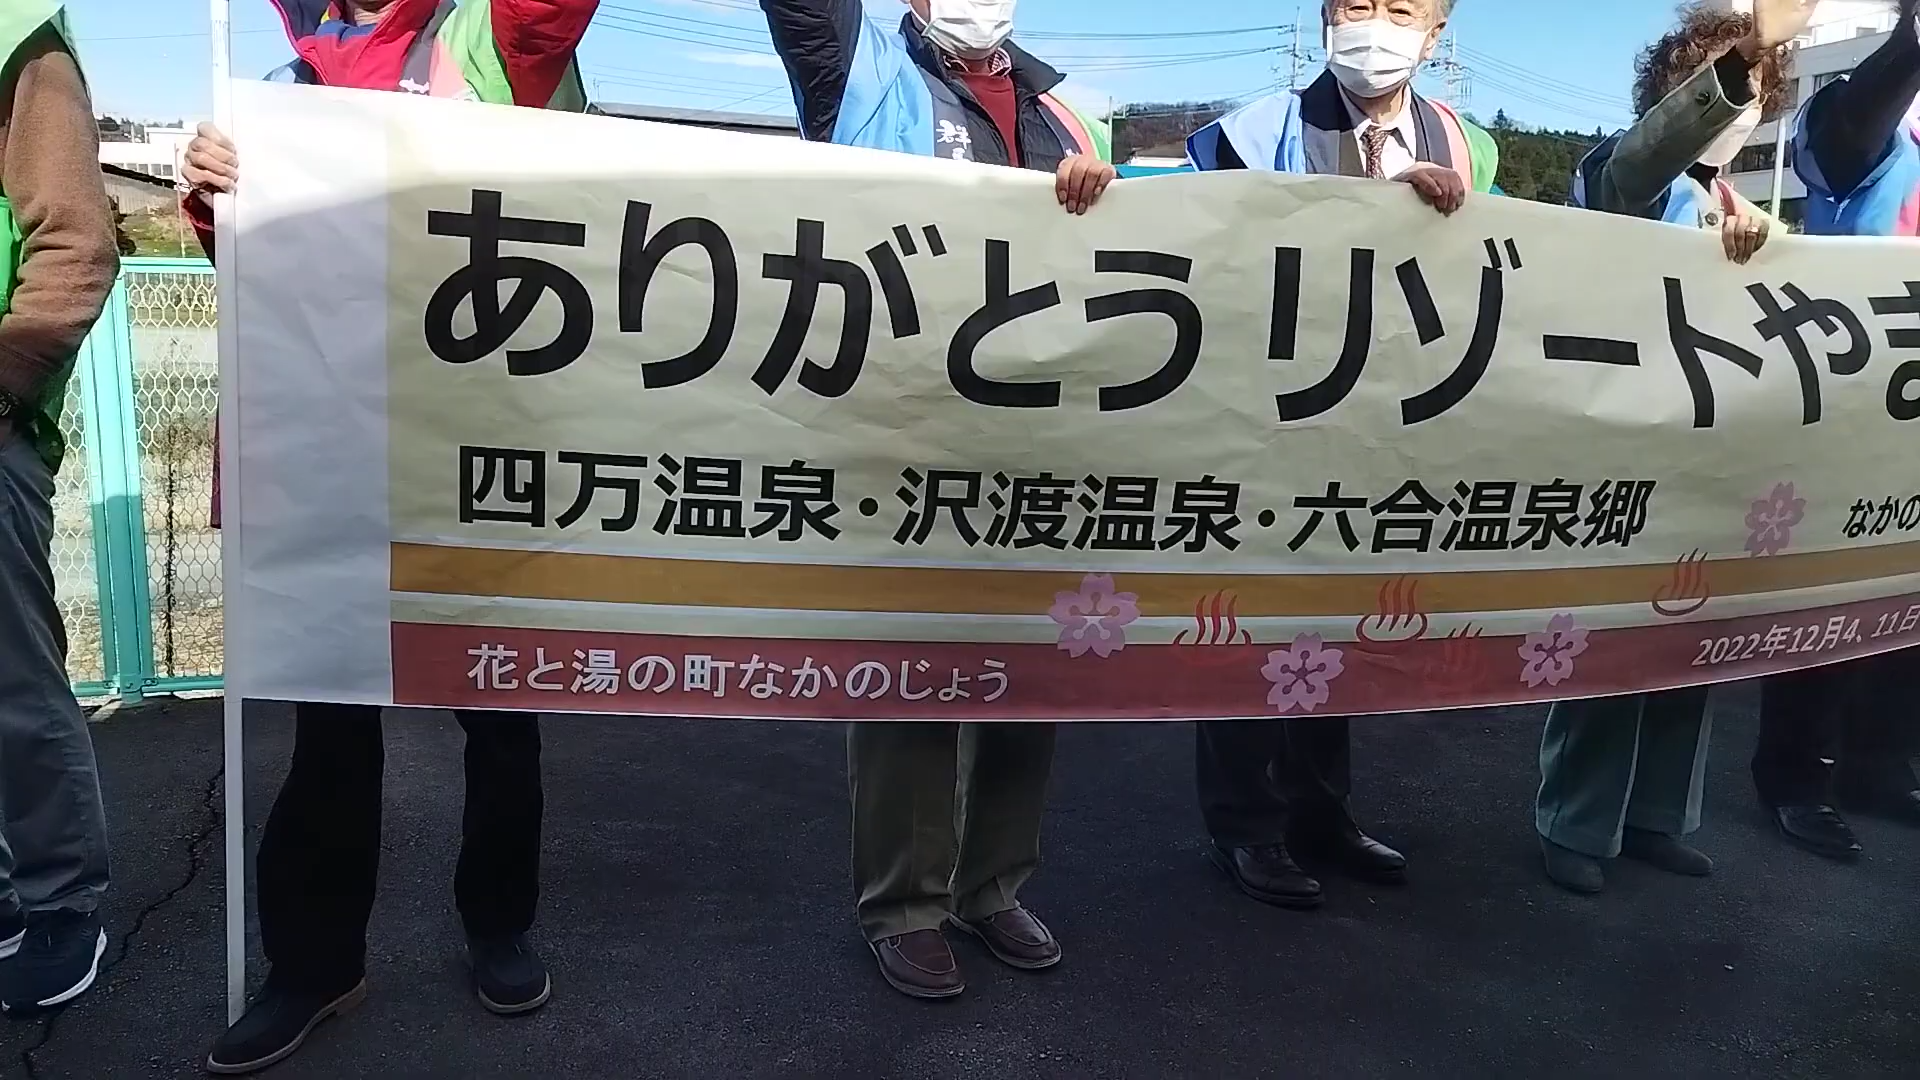 ありがとう リゾートやま
四万温泉・沢渡温泉・六合温泉郷
なかの
花と湯の町なかのじょう
2022年12月4、11日